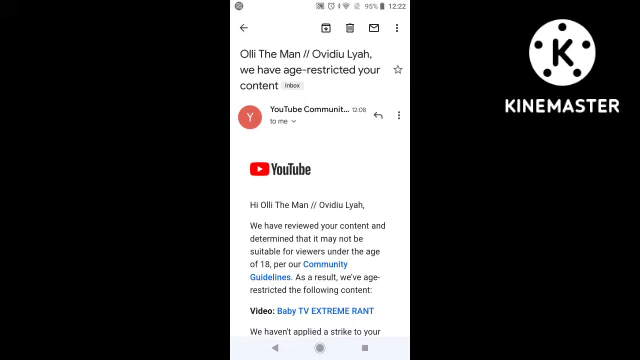 95% 12:22
Olli The Man // Ovidiu Lyah,
we have age-restricted your
content Inbox
Y
YouTube Communit... 12:08
to me
YouTube
Hi Olli The Man // Ovidiu Lyah,
We have reviewed your content and
determined that it may not be
suitable for viewers under the age
of 18, per our Community
Guidelines. As a result, we've age-
restricted the following content:
Video: Baby TV EXTREME RANT
We haven't applied a strike to your
K
KINEMASTER